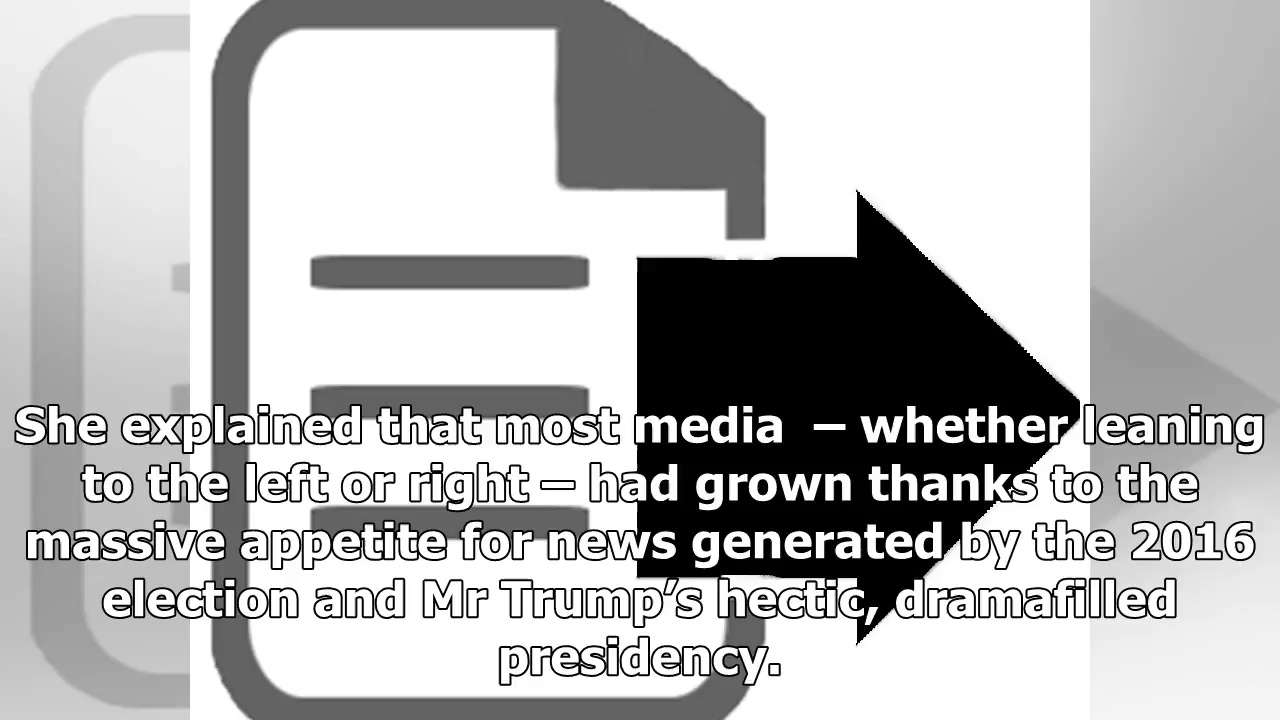 She explained that most media  – whether leaning
to the left or right – had grown thanks to the
massive appetite for news generated by the 2016
election and Mr Trump’s hectic, dramafilled
presidency.